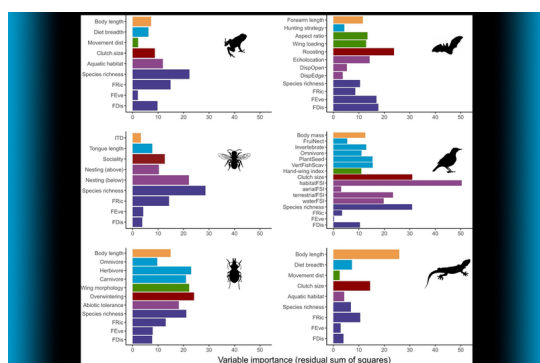 Body length
Diet breadth
Movement dist
Clutch size
Aquatic habitat
Species richness
FRic
FEve
FDis
0 10 20 30 40 50
Forearm length
Hunting strategy
Aspect ratio
Wing loading
Roosting
Echolocation
DispOpen
DispEdge
Species richness
FRic
FEve
FDis
0 10 20 30 40 50
ITD
Tongue length
Sociality
Nesting (above)
Nesting (below)
Species richness
FRic
FEve
FDis
0 10 20 30 40 50
Body mass
FruiNect
Invertebrate
Omnivore
PlantSeed
VertFishScav
Hand-wing index
Clutch size
habitatFSI
aerialFSI
terrestrialFSI
waterFSI
Species richness
FRic
FEve
FDis
0 10 20 30 40 50
Body length
Omnivore
Herbivore
Carnivore
Wing morphology
Overwintering
Abiotic tolerance
Species richness
FRic
FEve
FDis
0 10 20 30 40 50
Body length
Diet breadth
Movement dist
Clutch size
Aquatic habitat
Species richness
FRic
FEve
FDis
0 10 20 30 40 50
Variable importance (residual sum of squares)